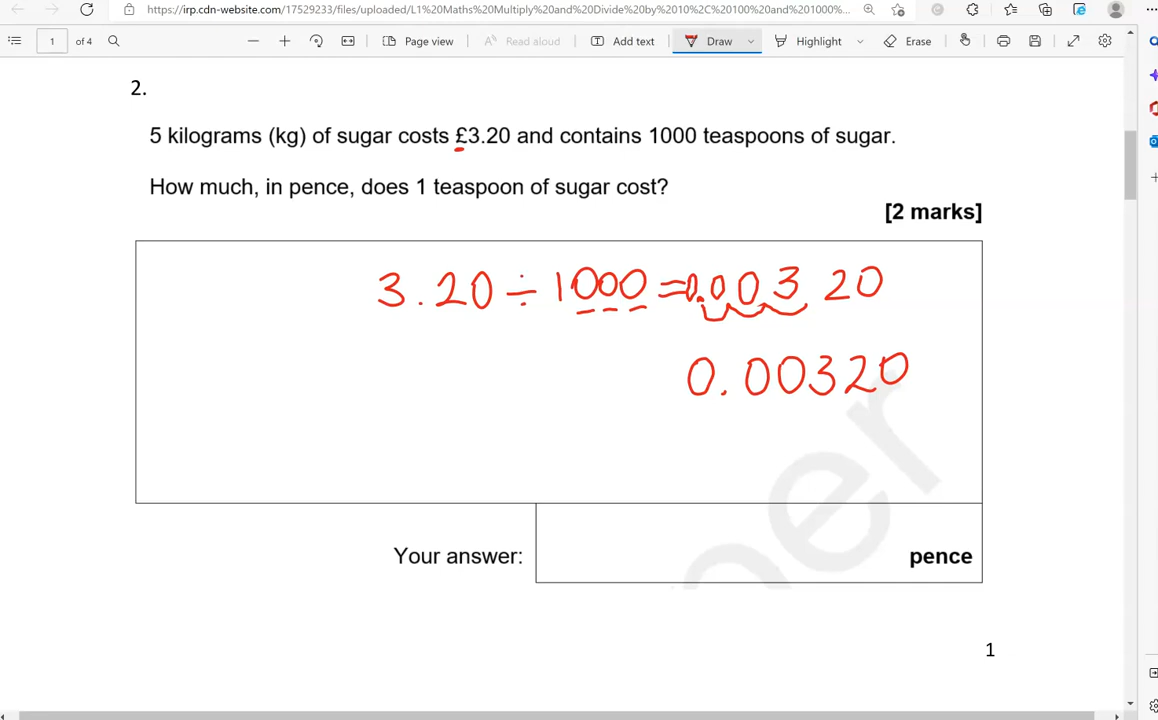 https://irp.cdn-website.com/17529233/files/uploaded/L1%20Maths%20Multiply%20and%20Divide%20by%2010%2C%20100%20and%201000%...
1 of 4 Page view Read aloud Add text Draw Highlight Erase
2.
5 kilograms (kg) of sugar costs £3.20 and contains 1000 teaspoons of sugar.
How much, in pence, does 1 teaspoon of sugar cost?
[2 marks]
3.20 ÷ 1000 = 0.003 20
0.00320
Your answer: pence
1